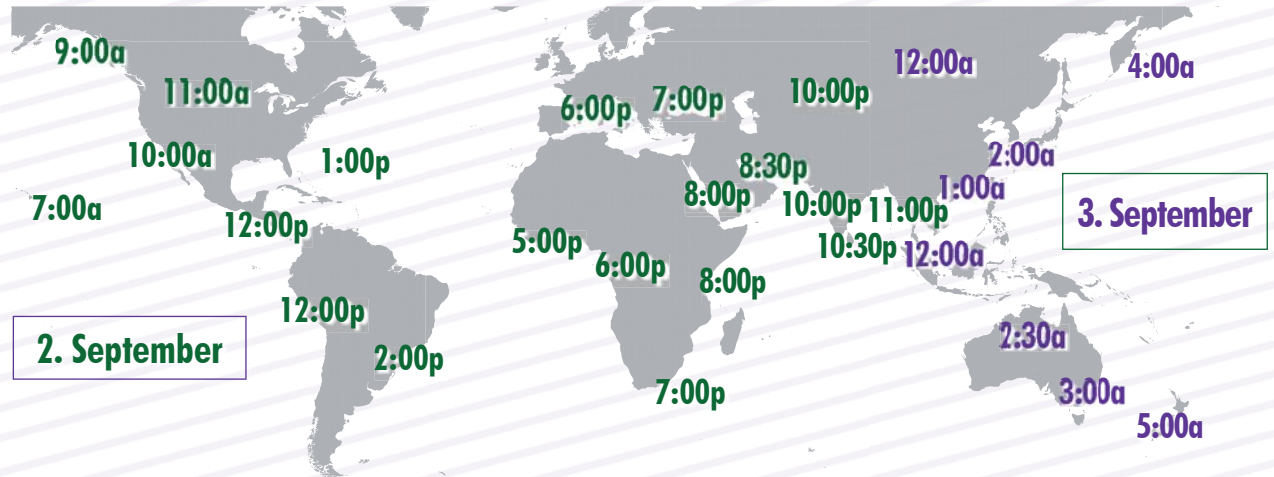 9:00a
11:00a
10:00a
1:00p
7:00a
12:00p
12:00p
2:00p
2. September
6:00p
7:00p
10:00p
8:30p
8:00p
10:00p
11:00p
10:30p
5:00p
6:00p
8:00p
7:00p
12:00a
4:00a
2:00a
1:00a
12:00a
3. September
2:30a
3:00a
5:00a